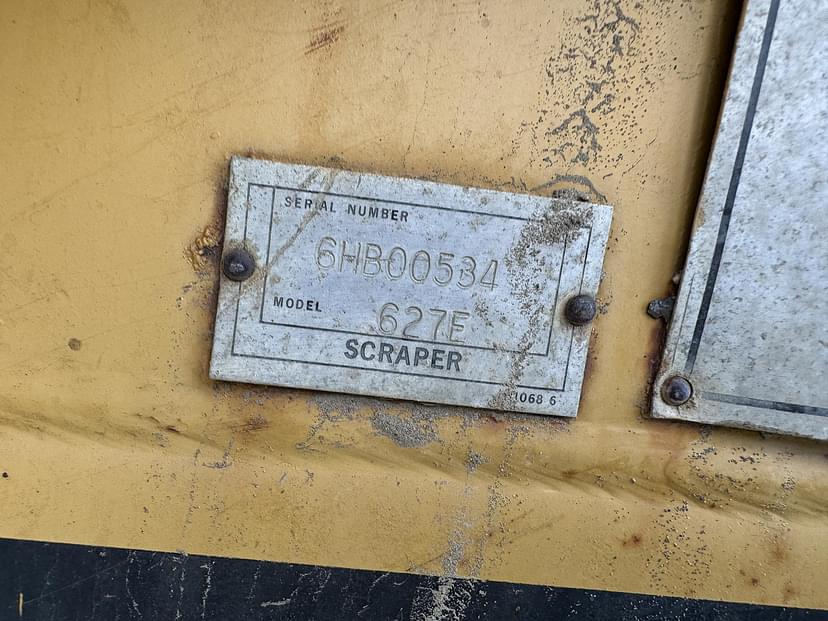 SERIAL NUMBER
6HB00534
MODEL 627E
SCRAPER
1068 6